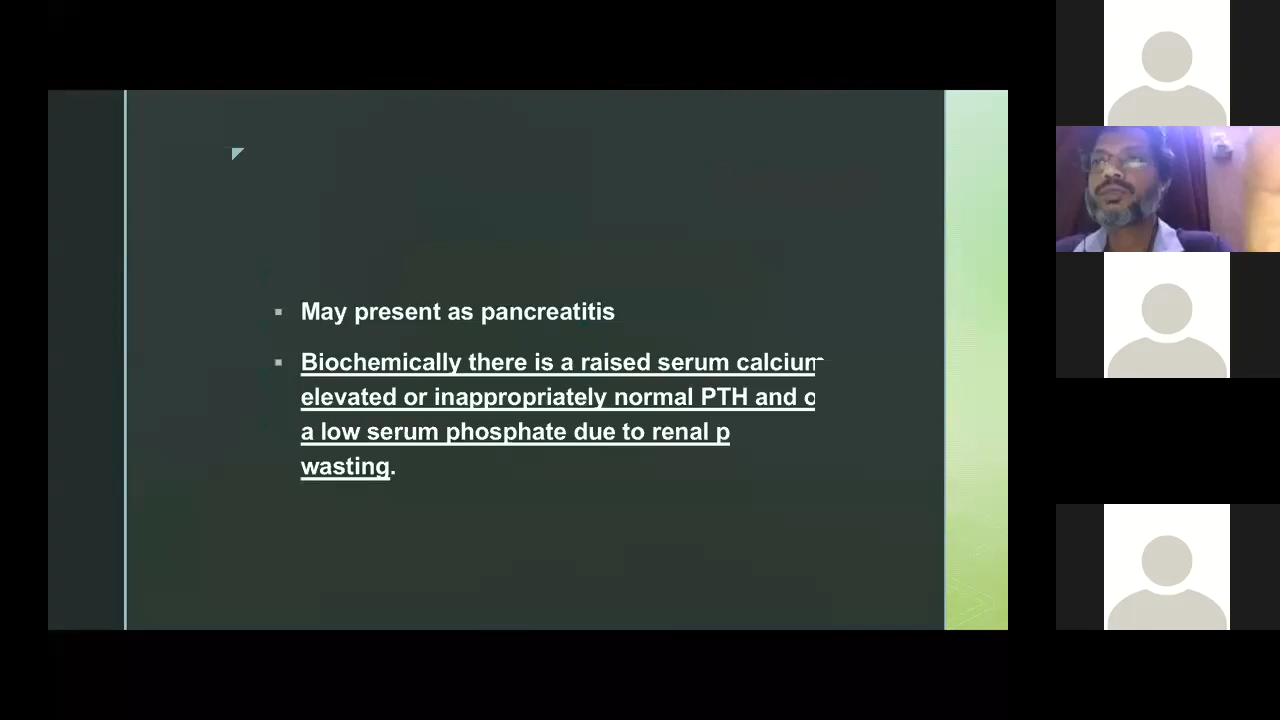 May present as pancreatitis
Biochemically there is a raised serum calcium
elevated or inappropriately normal PTH and
a low serum phosphate due to renal p
wasting.